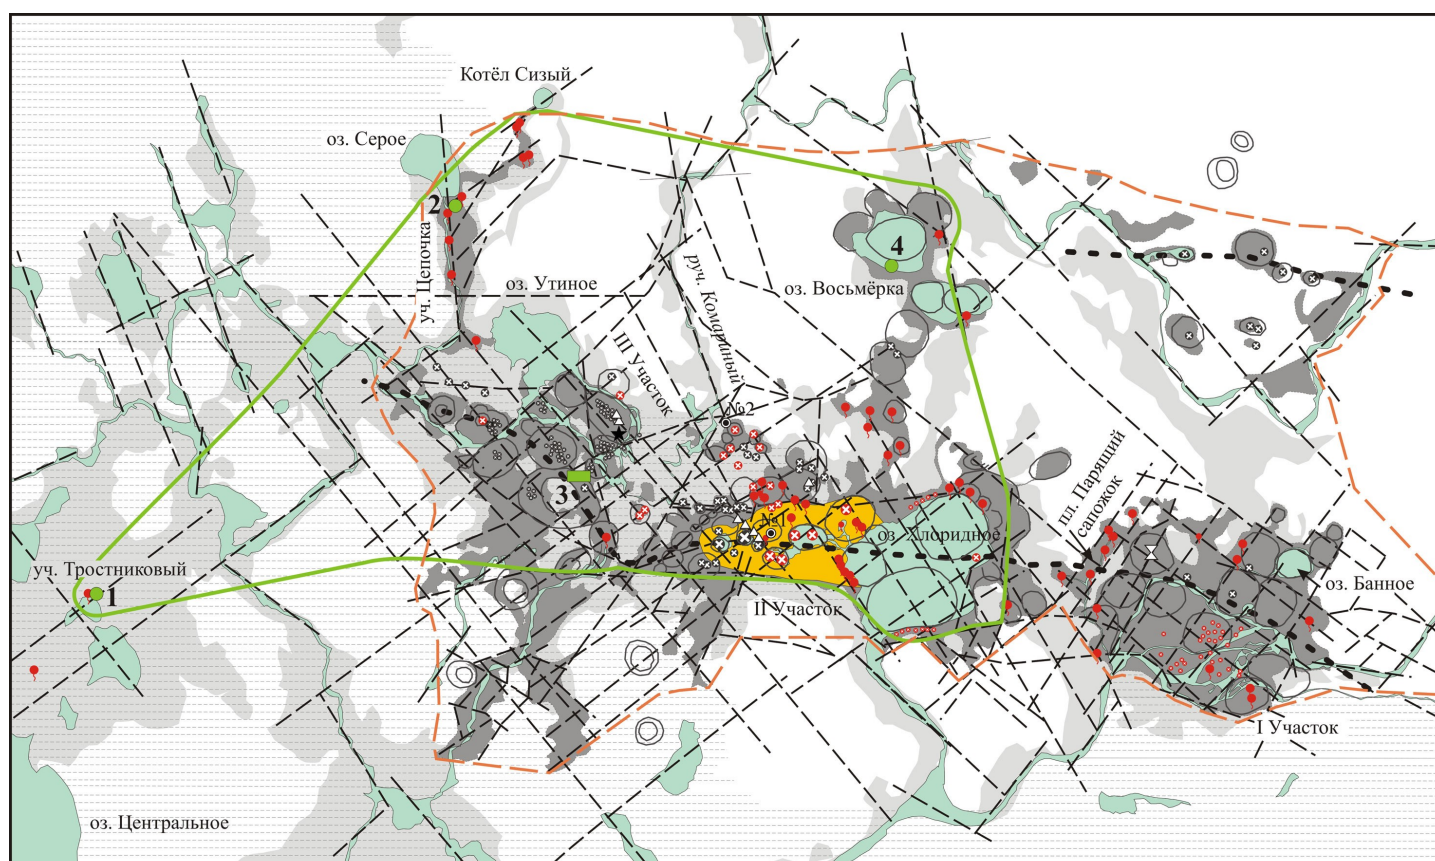 Котёл Сизый
оз. Серое
2
уч. Цепочка
оз. Утиное
руч. Комариный
4
оз. Восьмёрка
III Участок
№2
3
№1
оз. Хлоридное
пл. Парящий
сапожок
уч. Тростниковый
1
II Участок
оз. Банное
I Участок
оз. Центральное